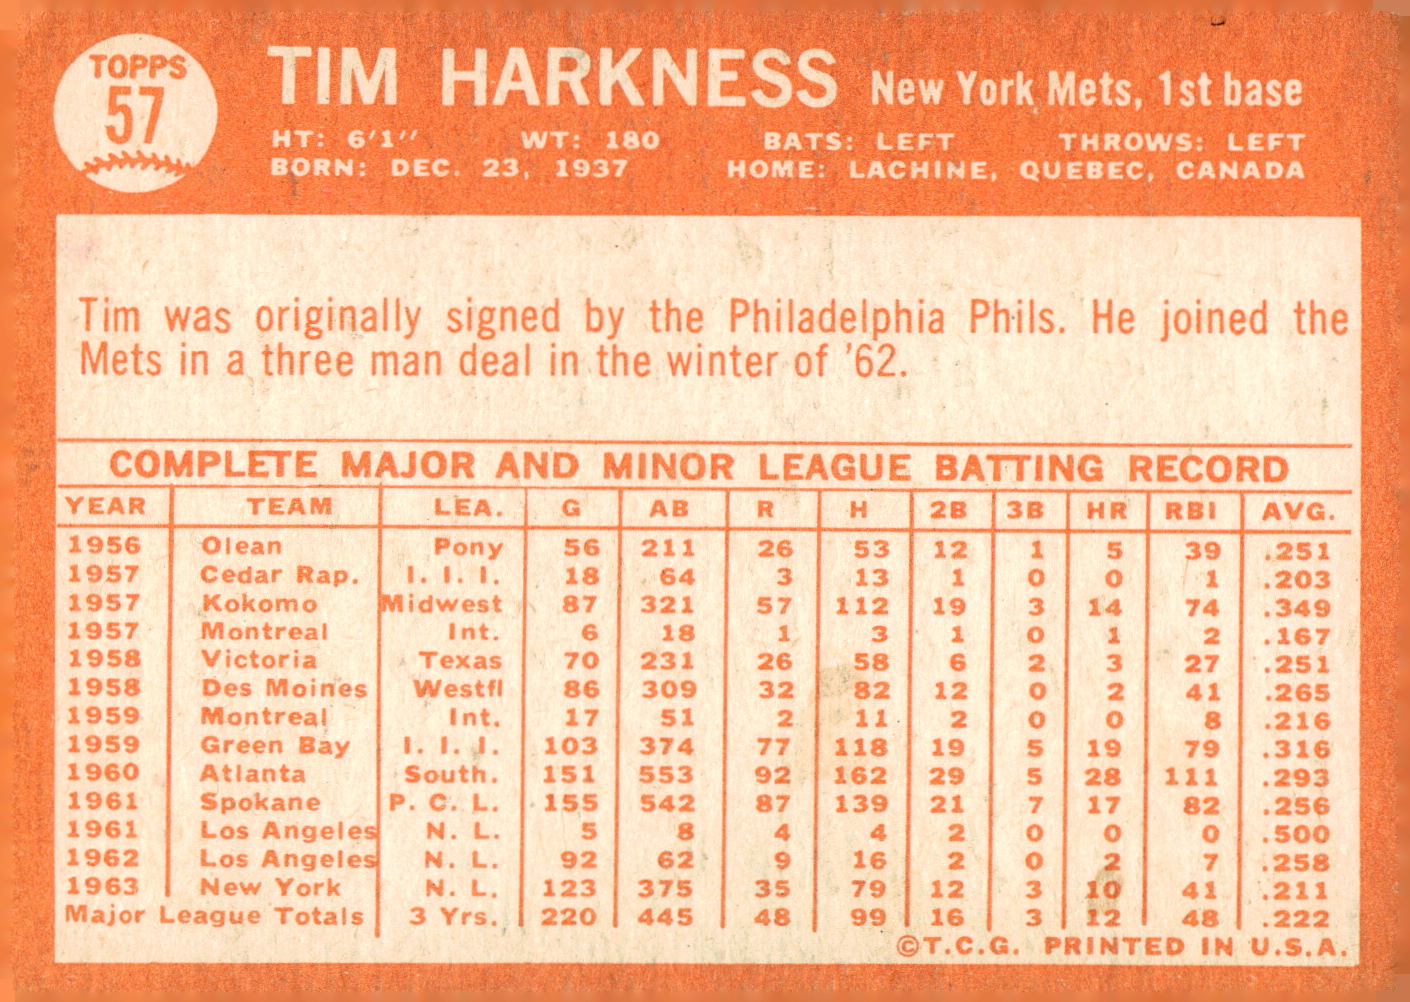 TOPPS
57
TIM HARKNESS New York Mets, 1st base
HT: 6'1" WT: 180 BATS: LEFT THROWS: LEFT
BORN: DEC. 23, 1937 HOME: LACHINE, QUEBEC, CANADA
Tim was originally signed by the Philadelphia Phils. He joined the
Mets in a three man deal in the winter of '62.
COMPLETE MAJOR AND MINOR LEAGUE BATTING RECORD
YEAR TEAM LEA. G AB R H 2B 3B HR RBI AVG.
1956 Olean Pony 56 211 26 53 12 1 5 39 .251
1957 Cedar Rap. I. I. I. 18 64 3 13 1 0 0 1 .203
1957 Kokomo Midwest 87 321 57 112 19 3 14 74 .349
1957 Montreal Int. 6 18 1 3 1 0 1 2 .167
1958 Victoria Texas 70 231 26 58 6 2 3 27 .251
1958 Des Moines Westfl 86 309 32 82 12 0 2 41 .265
1959 Montreal Int. 17 51 2 11 2 0 0 8 .216
1959 Green Bay I. I. I. 103 374 77 118 19 5 19 79 .316
1960 Atlanta South. 151 553 92 162 29 5 28 111 .293
1961 Spokane P. C. L. 155 542 87 139 21 7 17 82 .256
1961 Los Angeles N. L. 5 8 4 4 2 0 0 0 .500
1962 Los Angeles N. L. 92 62 9 16 2 0 2 7 .258
1963 New York N. L. 123 375 35 79 12 3 10 41 .211
Major League Totals 3 Yrs. 220 445 48 99 16 3 12 48 .222
©T.C.G. PRINTED IN U.S.A.